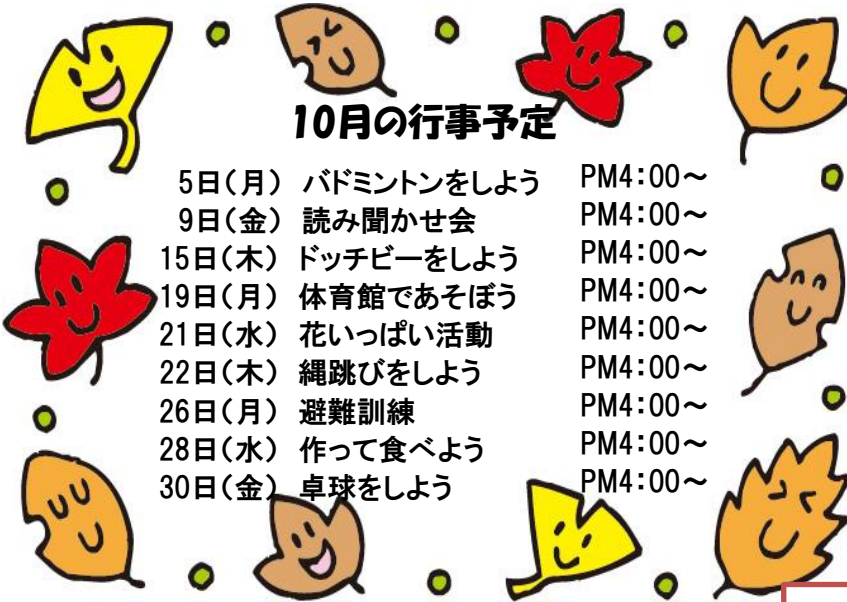 10月の行事予定
5日(月) バドミントンをしよう PM4:00～
9日(金) 読み聞かせ会 PM4:00～
15日(木) ドッチビーをしよう PM4:00～
19日(月) 体育館であそぼう PM4:00～
21日(水) 花いっぱい活動 PM4:00～
22日(木) 縄跳びをしよう PM4:00～
26日(月) 避難訓練 PM4:00～
28日(水) 作って食べよう PM4:00～
30日(金) 卓球をしよう PM4:00～